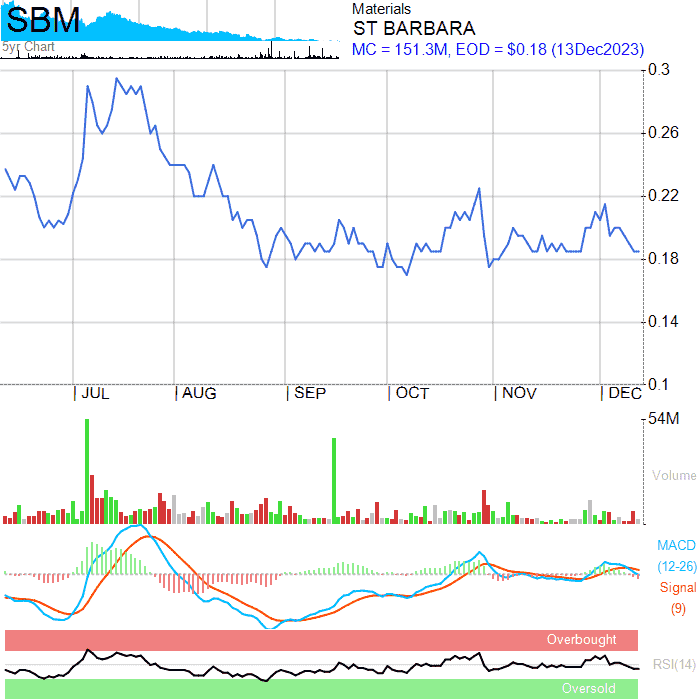 SBM
5yr Chart
Materials
ST BARBARA
MC = 151.3M, EOD = $0.18 (13Dec2023)
0.3
0.26
0.22
0.18
0.14
0.1
JUL AUG SEP OCT NOV DEC
54M
Volume
MACD
(12-26)
Signal
(9)
Overbought
RSI(14)
Oversold